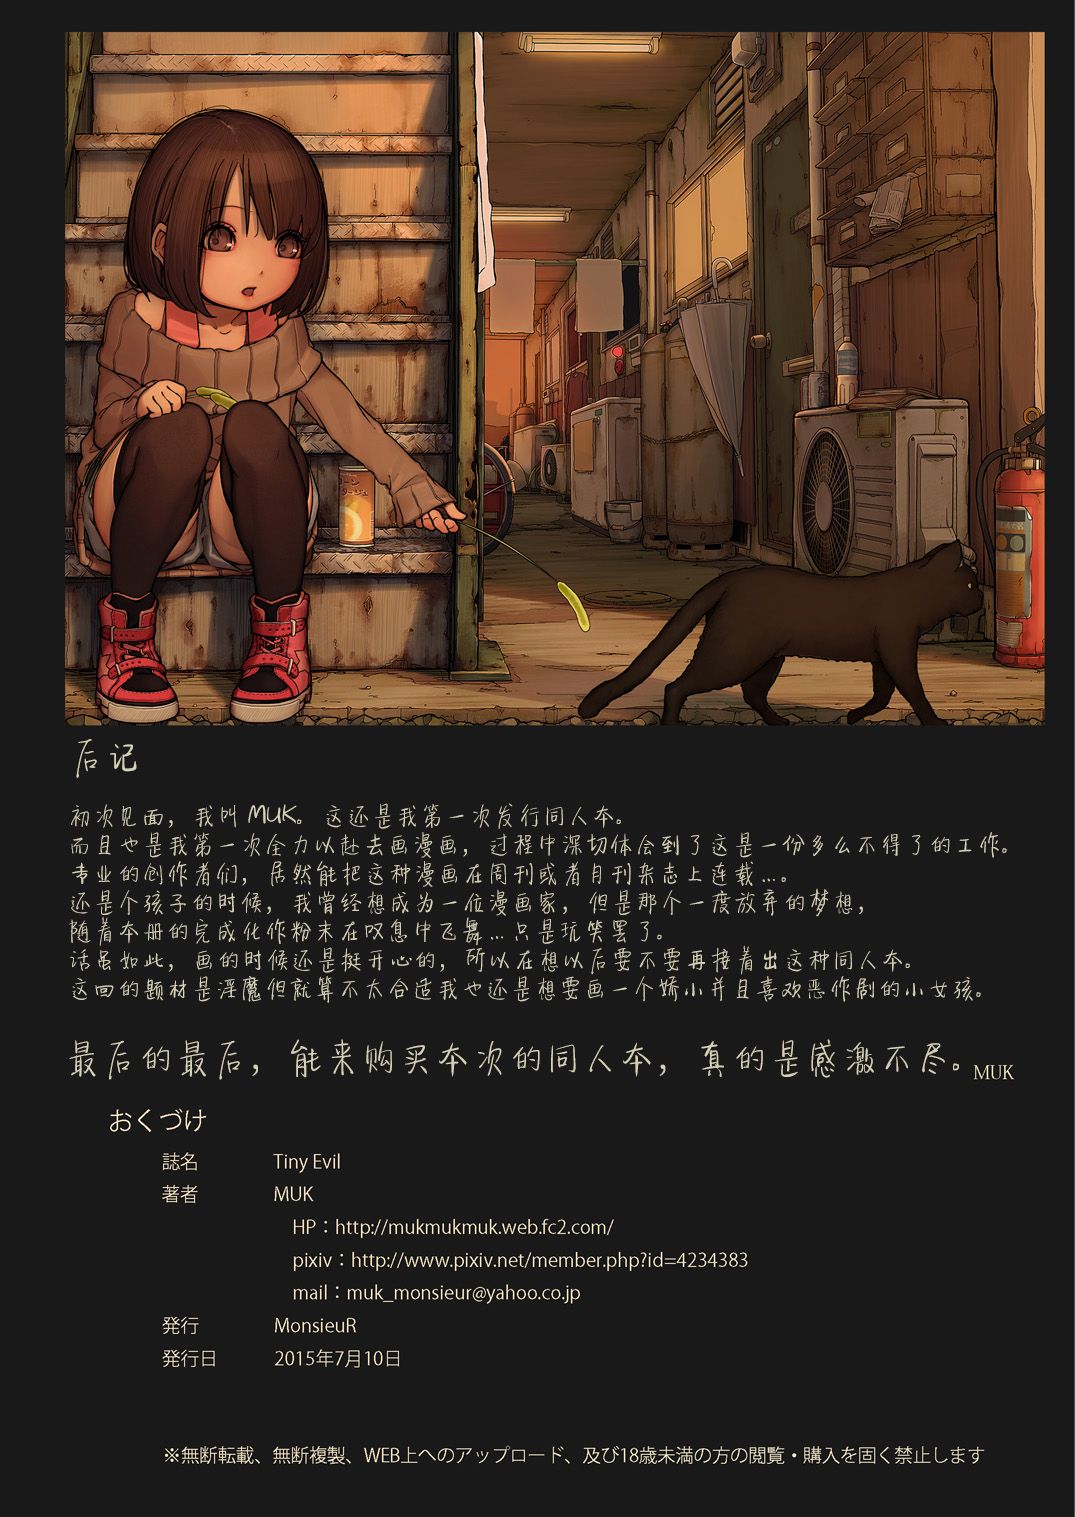 后记
初次见面，我叫MUK。这还是我第一次发行同人本。
而且也是我第一次全力以赴去画漫画，过程中深切体会到了这是一份多么不得了的工作。
专业的创作者们，居然能把这种漫画在周刊或者月刊杂志上连载…。
还是个孩子的时候，我曾经想成为一位漫画家，但是那个一度放弃的梦想，
随着本册的完成化作粉末在叹息中飞舞…只是玩笑罢了。
话虽如此，画的时候还是挺开心的，所以在想以后要不要再接着出这种同人本。
这回的题材是淫魔但就算不太合适我也还是想要画一个娇小并且喜欢恶作剧的小女孩。
最后的最后，能来购买本次的同人本，真的是感激不尽。MUK
おくづけ
誌名 Tiny Evil
著者 MUK
HP：http://mukmukmuk.web.fc2.com/
pixiv：http://www.pixiv.net/member.php?id=4234383
mail：muk_monsieur@yahoo.co.jp
発行 MonsieuR
発行日 2015年7月10日
※無断転載、無断複製、WEB上へのアップロード、及び18歳未満の方の閲覧・購入を固く禁止します